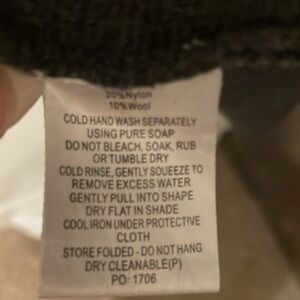 20% Nylon
10% Wool
COLD HAND WASH SEPARATELY
USING PURE SOAP
DO NOT BLEACH, SOAK, RUB
OR TUMBLE DRY
COLD RINSE, GENTLY SQUEEZE TO
REMOVE EXCESS WATER
GENTLY PULL INTO SHAPE
DRY FLAT IN SHADE
COOL IRON UNDER PROTECTIVE
CLOTH
STORE FOLDED - DO NOT HANG
DRY CLEANABLE(P)
PO: 1706